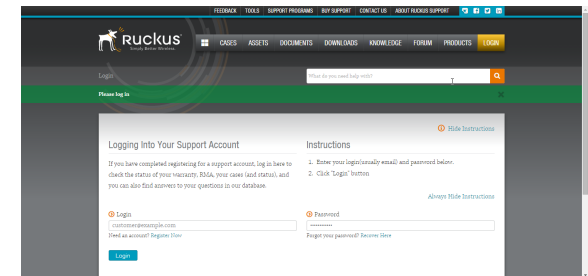 FEEDBACK TOOLS SUPPORT PROGRAMS BUY SUPPORT CONTACT US ABOUT RUCKUS SUPPORT
Ruckus
Simply Better Wireless.
CASES ASSETS DOCUMENTS DOWNLOADS KNOWLEDGE FORUM PRODUCTS LOGIN
Login
What do you need help with?
Please log in
Hide Instructions
Logging Into Your Support Account
If you have completed registering for a support account, log in here to
check the status of your warranty, RMA, your cases (and status), and
you can also find answers to your questions in our database.
Instructions
1. Enter your login(usually email) and password below.
2. Click "Login" button
Always Hide Instructions
Login
customer@example.com
Need an account? Register Now
Password
Forgot your password? Recover Here
Login